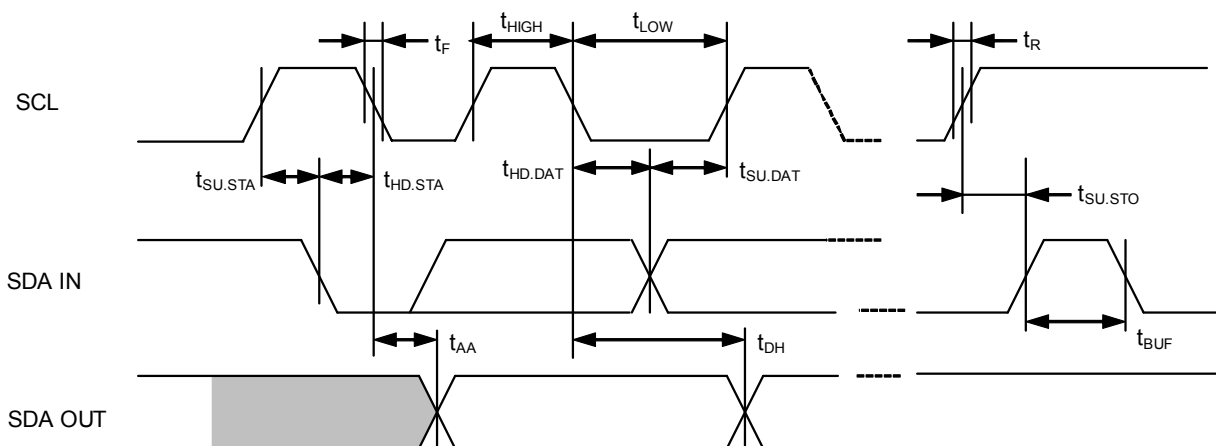 tF
tHIGH
tLOW
tR
SCL
tSU.STA
tHD.STA
tHD.DAT
tSU.DAT
tSU.STO
SDA IN
tAA
tDH
tBUF
SDA OUT